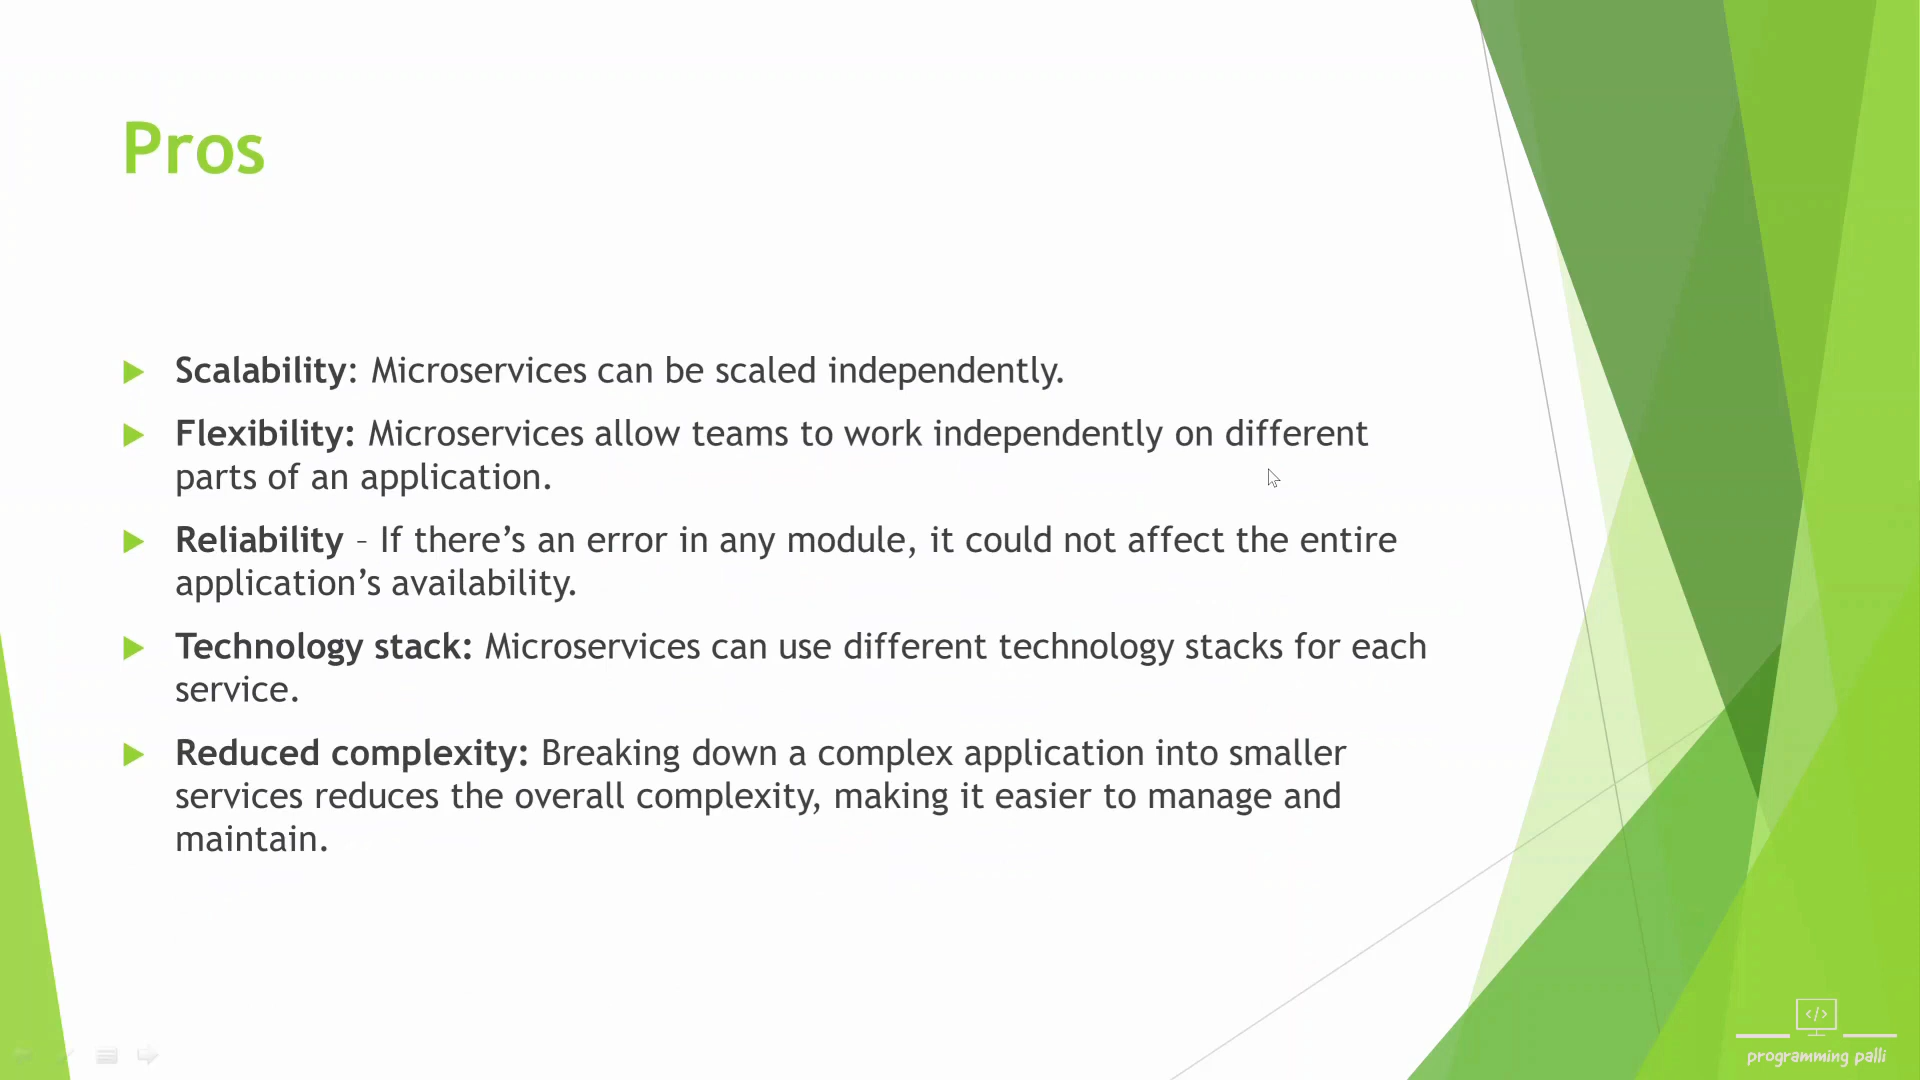 Pros
Scalability: Microservices can be scaled independently.
Flexibility: Microservices allow teams to work independently on different
parts of an application.
Reliability – If there’s an error in any module, it could not affect the entire
application’s availability.
Technology stack: Microservices can use different technology stacks for each
service.
Reduced complexity: Breaking down a complex application into smaller
services reduces the overall complexity, making it easier to manage and
maintain.
</>
programming palli